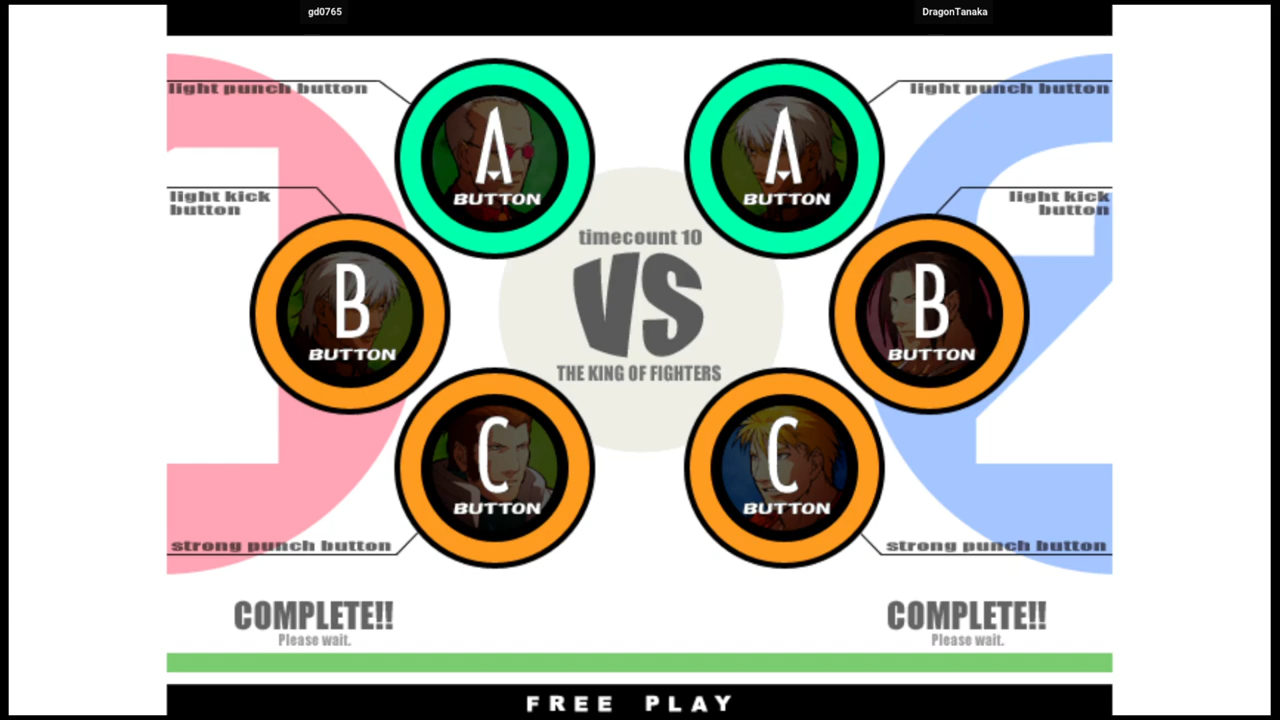 gd0765
DragonTanaka
light punch button
A
BUTTON
A
BUTTON
light punch button
light kick
button
B
BUTTON
timecount 10
VS
THE KING OF FIGHTERS
light kick
button
B
BUTTON
C
BUTTON
C
BUTTON
strong punch button
strong punch button
COMPLETE!!
Please wait.
COMPLETE!!
Please wait.
FREE PLAY